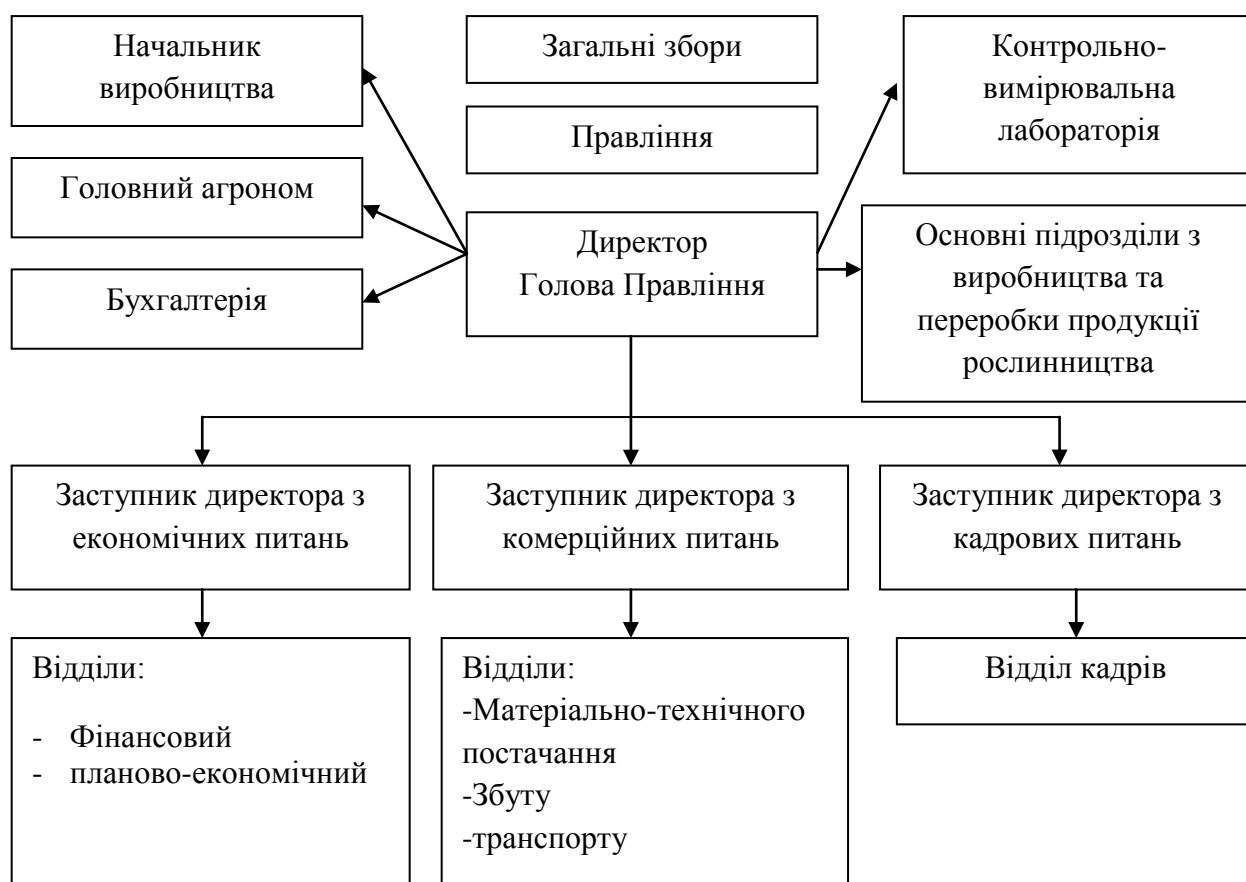 Начальник
виробництва
Загальні збори
Контрольно-
вимірювальна
лабораторія
Правління
Головний агроном
Директор
Голова Правління
Основні підрозділи з
виробництва та
переробки продукції
рослинництва
Бухгалтерія
Заступник директора з
економічних питань
Заступник директора з
комерційних питань
Заступник директора з
кадрових питань
Відділи:
- Фінансовий
- планово-економічний
Відділи:
-Матеріально-технічного
постачання
-Збуту
-транспорту
Відділ кадрів